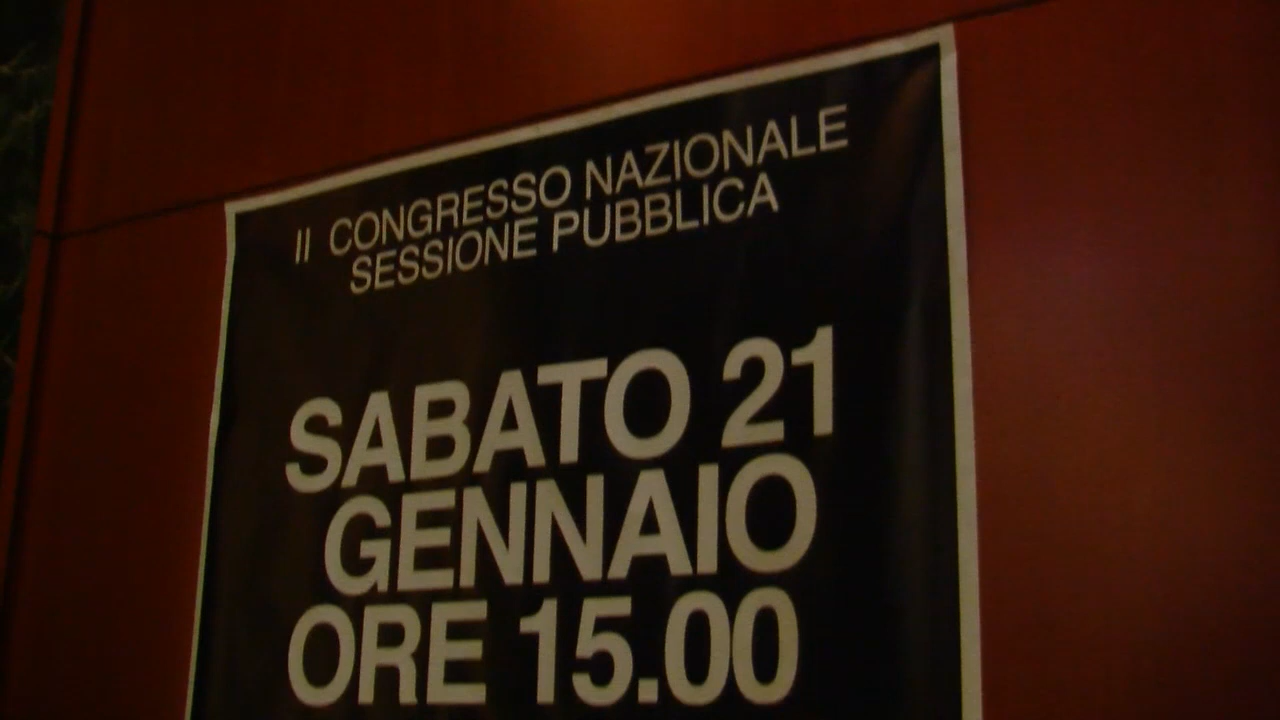 II CONGRESSO NAZIONALE
SESSIONE PUBBLICA
SABATO 21
GENNAIO
ORE 15.00